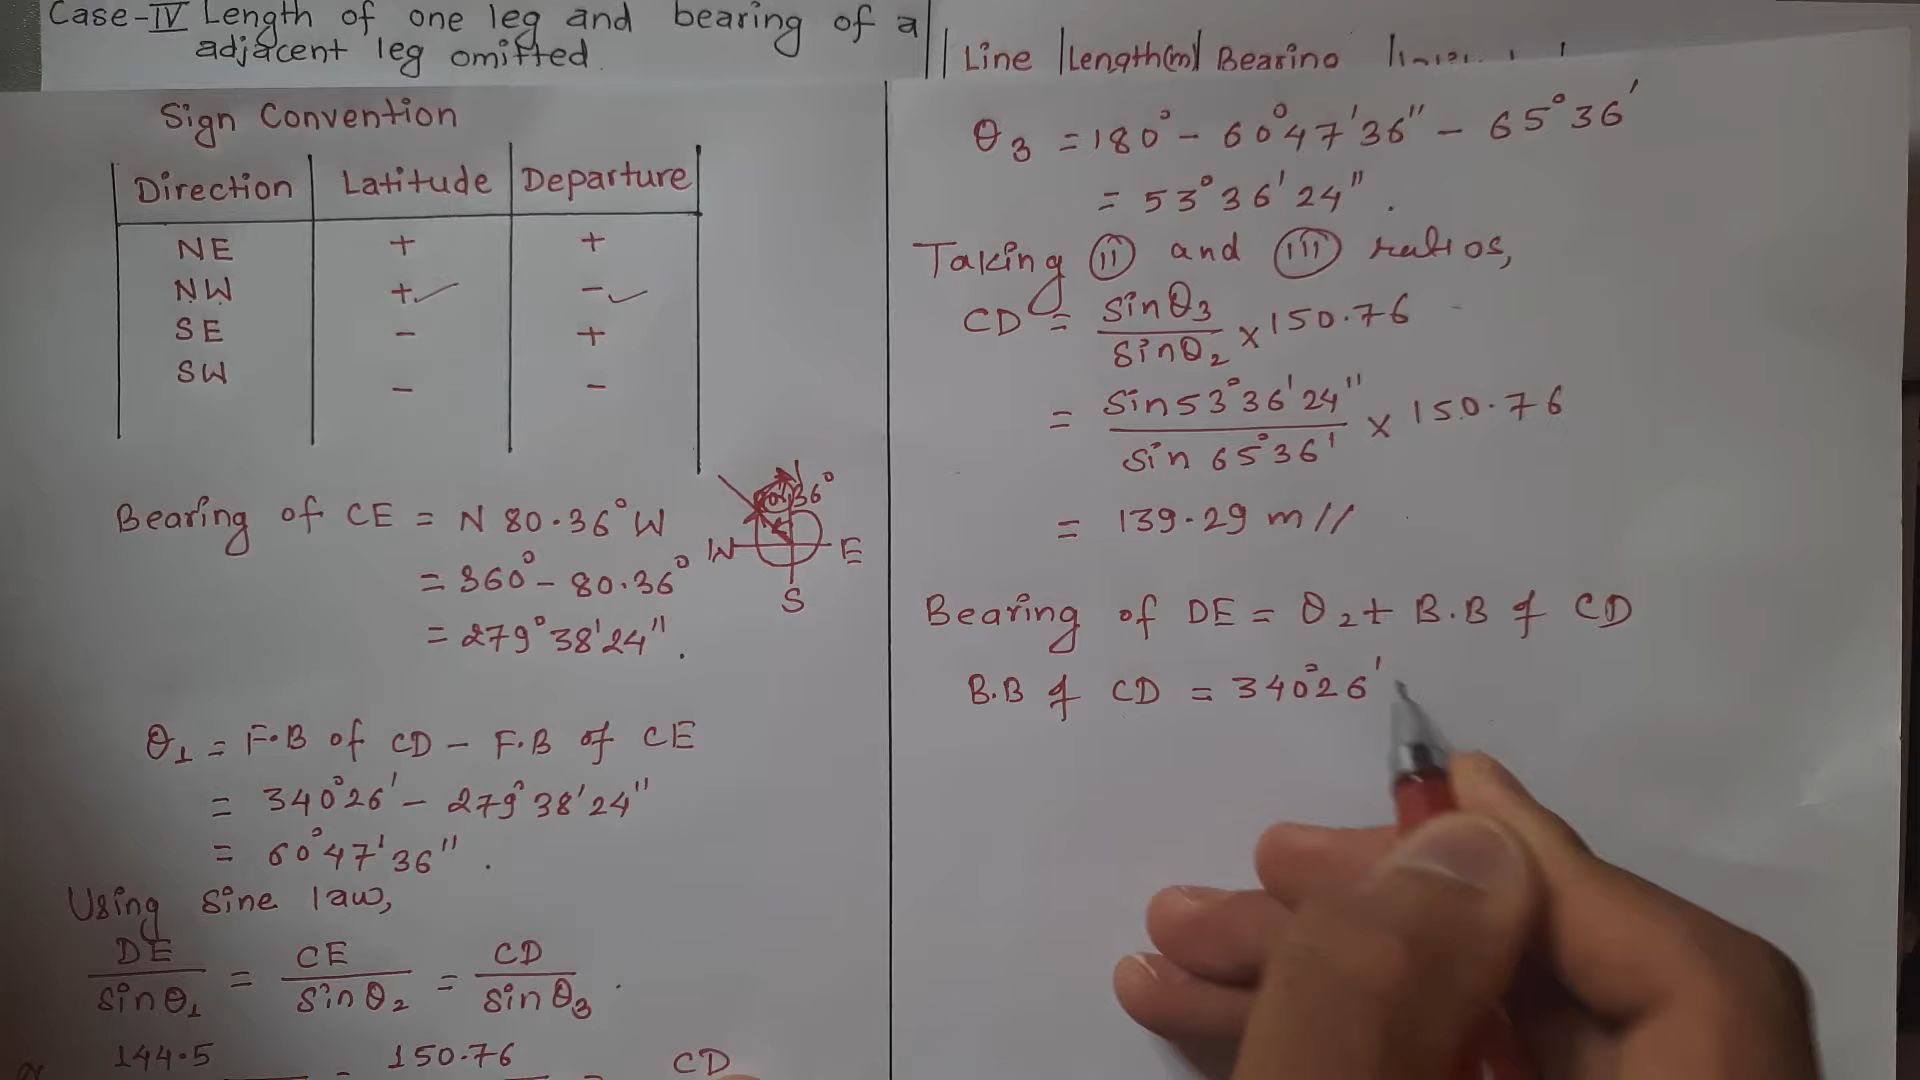 Case-IV Length of one leg and bearing of a
adjacent leg omitted.
Line | Length(m) | Bearing
Sign Convention
Direction | Latitude | Departure
NE + +
NW +✓ -✓
SE - +
SW - -
Bearing of CE = N 80.36° W
= 360° - 80.36°
= 279°38'24".
80.36°
W E
S
θ1 = F.B of CD - F.B of CE
= 340°26' - 279°38'24"
= 60°47'36".
Using Sine law,
DE/sinθ1 = CE/sinθ2 = CD/sinθ3.
144.5 150.76 CD
θ3 = 180° - 60°47'36" - 65°36'
= 53°36'24".
Taking (ii) and (iii) ratios,
CD = sinθ3/sinθ2 × 150.76
= sin53°36'24"/sin 65°36' × 150.76
= 139.29 m//
Bearing of DE = θ2 + B.B of CD
B.B of CD = 340°26'